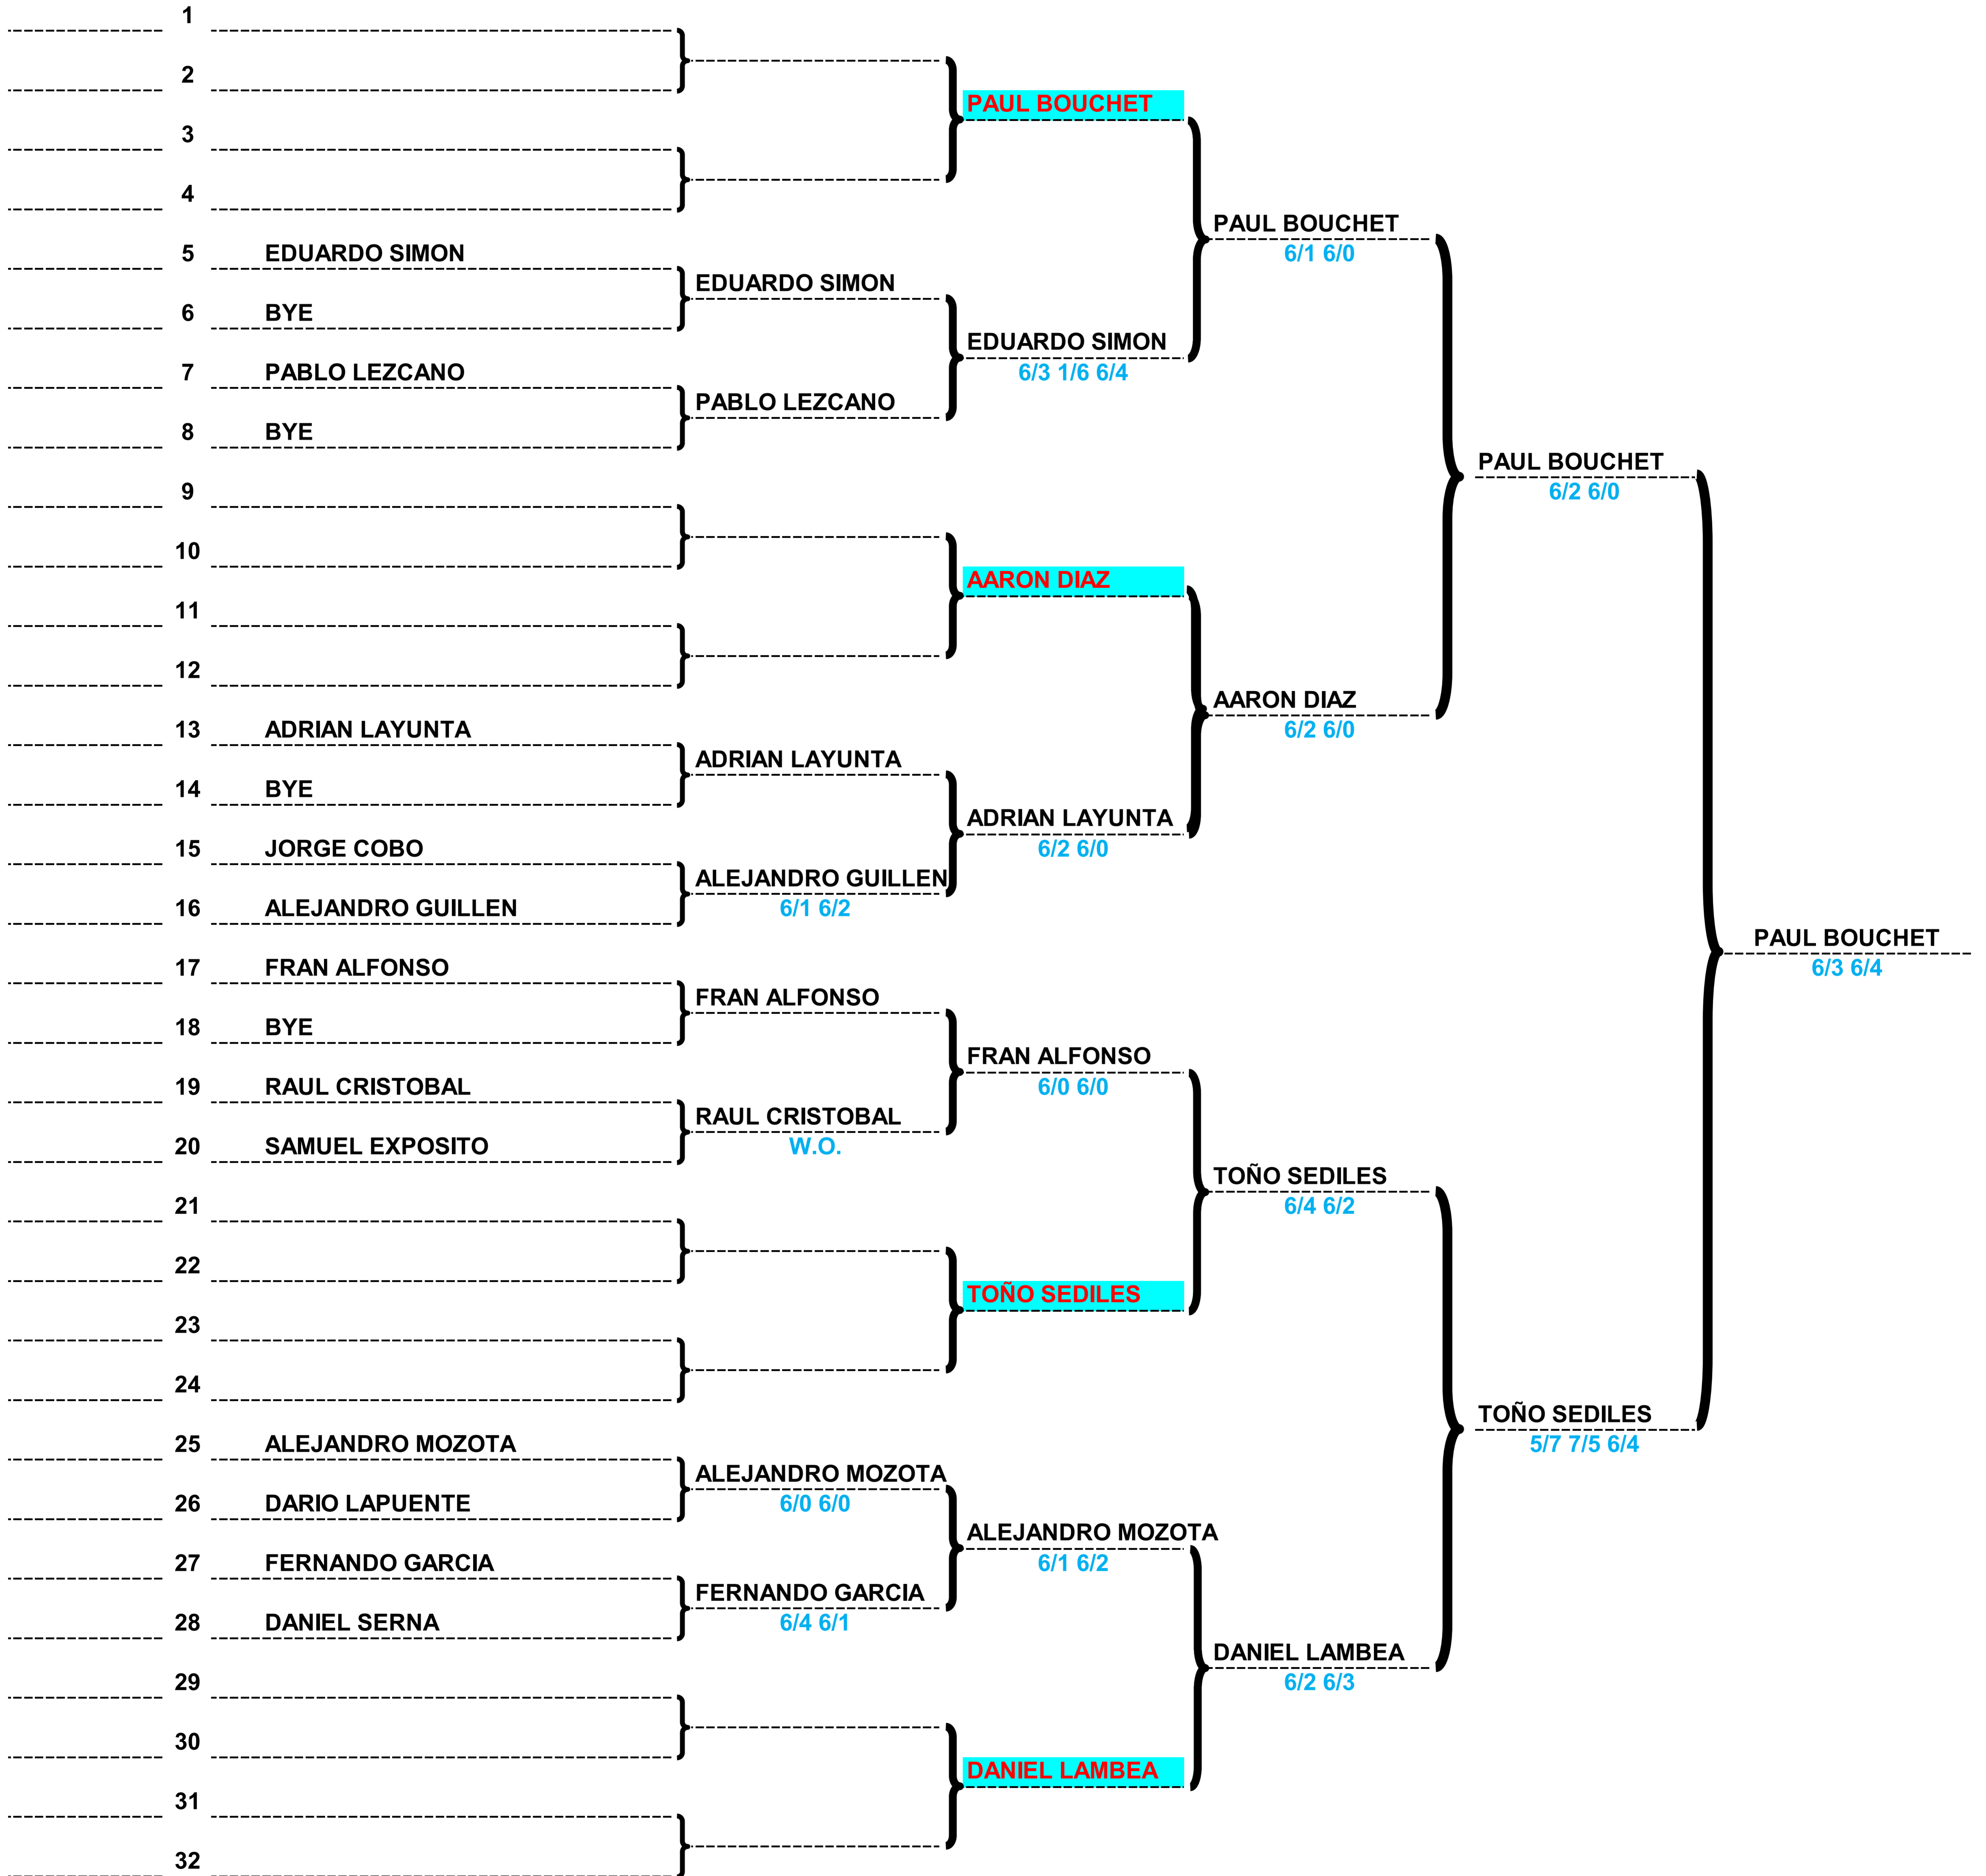 1
2
PAUL BOUCHET
3
4
PAUL BOUCHET
6/1 6/0
5 EDUARDO SIMON
EDUARDO SIMON
6 BYE
EDUARDO SIMON
6/3 1/6 6/4
7 PABLO LEZCANO
PABLO LEZCANO
8 BYE
PAUL BOUCHET
6/2 6/0
9
10
AARON DIAZ
11
12
AARON DIAZ
6/2 6/0
13 ADRIAN LAYUNTA
ADRIAN LAYUNTA
14 BYE
ADRIAN LAYUNTA
6/2 6/0
15 JORGE COBO
ALEJANDRO GUILLEN
6/1 6/2
16 ALEJANDRO GUILLEN
PAUL BOUCHET
6/3 6/4
17 FRAN ALFONSO
FRAN ALFONSO
18 BYE
FRAN ALFONSO
6/0 6/0
19 RAUL CRISTOBAL
RAUL CRISTOBAL
W.O.
20 SAMUEL EXPOSITO
TOÑO SEDILES
6/4 6/2
21
22
TOÑO SEDILES
23
24
TOÑO SEDILES
5/7 7/5 6/4
25 ALEJANDRO MOZOTA
ALEJANDRO MOZOTA
6/0 6/0
26 DARIO LAPUENTE
ALEJANDRO MOZOTA
6/1 6/2
27 FERNANDO GARCIA
FERNANDO GARCIA
6/4 6/1
28 DANIEL SERNA
DANIEL LAMBEA
6/2 6/3
29
30
DANIEL LAMBEA
31
32